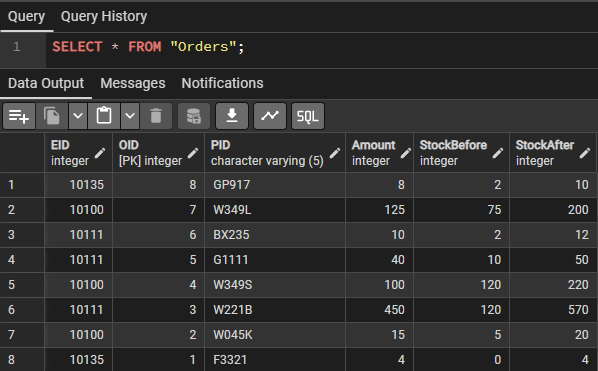 Query Query History
1 SELECT * FROM "Orders";
Data Output Messages Notifications
SQL
EID OID PID Amount StockBefore StockAfter
integer [PK] integer character varying (5) integer integer integer
1 10135 8 GP917 8 2 10
2 10100 7 W349L 125 75 200
3 10111 6 BX235 10 2 12
4 10111 5 G1111 40 10 50
5 10100 4 W349S 100 120 220
6 10111 3 W221B 450 120 570
7 10100 2 W045K 15 5 20
8 10135 1 F3321 4 0 4